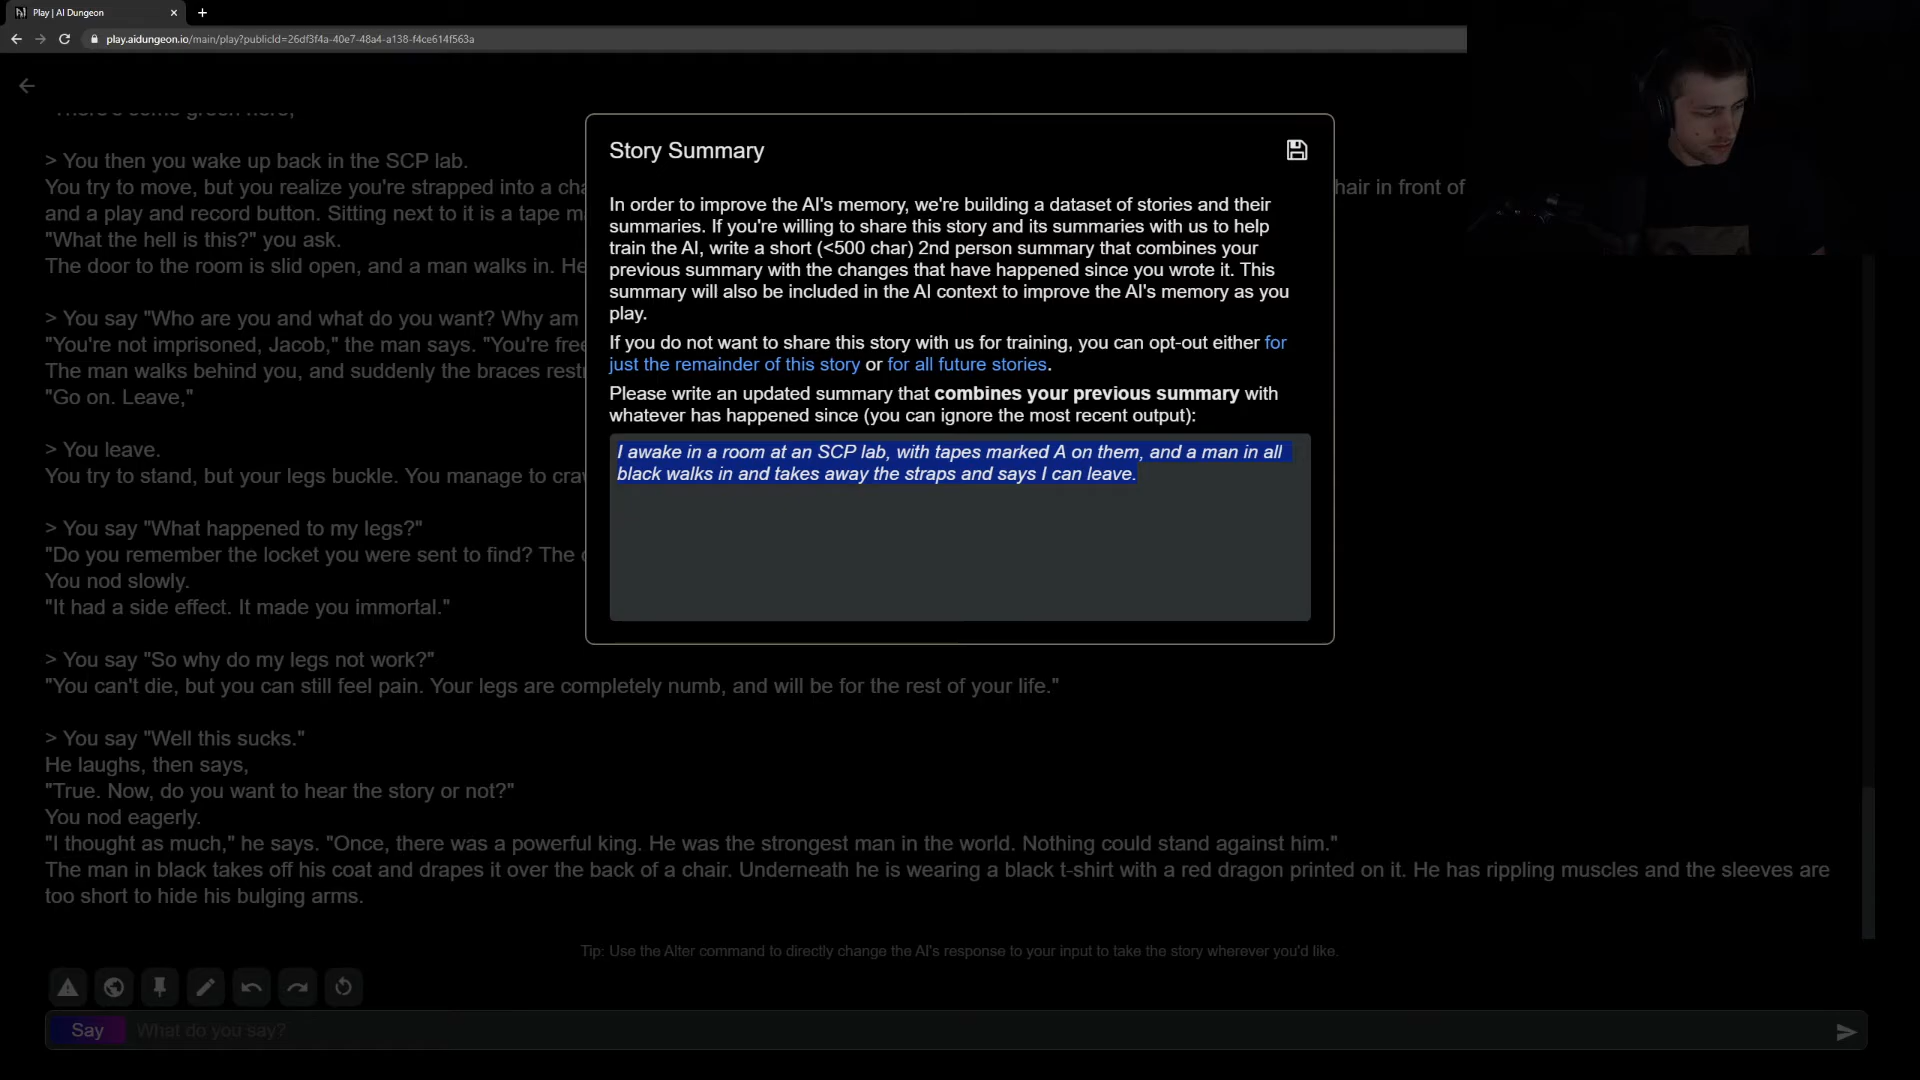 Play | AI Dungeon
play.aidungeon.io/main/play?publicId=26df3f4a-40e7-48a4-a138-f4ce614f563a
"There's some green here,"
> You then you wake up back in the SCP lab.
You try to move, but you realize you're strapped into a cha
hair in front of
and a play and record button. Sitting next to it is a tape m
"What the hell is this?" you ask.
The door to the room is slid open, and a man walks in. He
> You say "Who are you and what do you want? Why am
"You're not imprisoned, Jacob," the man says. "You're free
The man walks behind you, and suddenly the braces restr
"Go on. Leave,"
> You leave.
You try to stand, but your legs buckle. You manage to craw
> You say "What happened to my legs?"
"Do you remember the locket you were sent to find? The
You nod slowly.
"It had a side effect. It made you immortal."
> You say "So why do my legs not work?"
"You can't die, but you can still feel pain. Your legs are completely numb, and will be for the rest of your life."
> You say "Well this sucks."
He laughs, then says,
"True. Now, do you want to hear the story or not?"
You nod eagerly.
"I thought as much," he says. "Once, there was a powerful king. He was the strongest man in the world. Nothing could stand against him."
The man in black takes off his coat and drapes it over the back of a chair. Underneath he is wearing a black t-shirt with a red dragon printed on it. He has rippling muscles and the sleeves are
too short to hide his bulging arms.
Story Summary
In order to improve the AI's memory, we're building a dataset of stories and their
summaries. If you're willing to share this story and its summaries with us to help
train the AI, write a short (<500 char) 2nd person summary that combines your
previous summary with the changes that have happened since you wrote it. This
summary will also be included in the AI context to improve the AI's memory as you
play.
If you do not want to share this story with us for training, you can opt-out either for
just the remainder of this story or for all future stories.
Please write an updated summary that combines your previous summary with
whatever has happened since (you can ignore the most recent output):
I awake in a room at an SCP lab, with tapes marked A on them, and a man in all
black walks in and takes away the straps and says I can leave.
Tip: Use the Alter command to directly change the AI's response to your input to take the story wherever you'd like.
Say
What do you say?